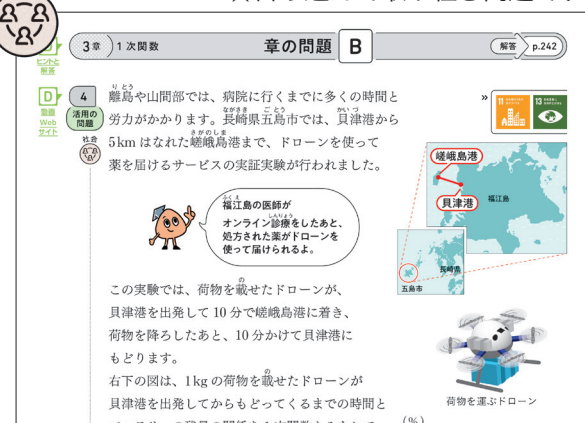 3章 1次関数
章の問題 B
解答 p.242
ヒントと
解答
D
動画
Web
サイト
4
活用の
問題
社会
離島や山間部では、病院に行くまでに多くの時間と
労力がかかります。長崎県五島市では、貝津港から
5kmはなれた嵯峨島港まで、ドローンを使って
薬を届けるサービスの実証実験が行われました。
福江島の医師が
オンライン診療をしたあと、
処方された薬がドローンを
使って届けられるよ。
この実験では、荷物を載せたドローンが、
貝津港を出発して10分で嵯峨島港に着き、
荷物を降ろしたあと、10分かけて貝津港に
もどります。
右下の図は、1kgの荷物を載せたドローンが
貝津港を出発してからもどってくるまでの時間と
»
11
13
嵯峨島港
貝津港
福江島
長崎県
五島市
荷物を運ぶドローン
(%)